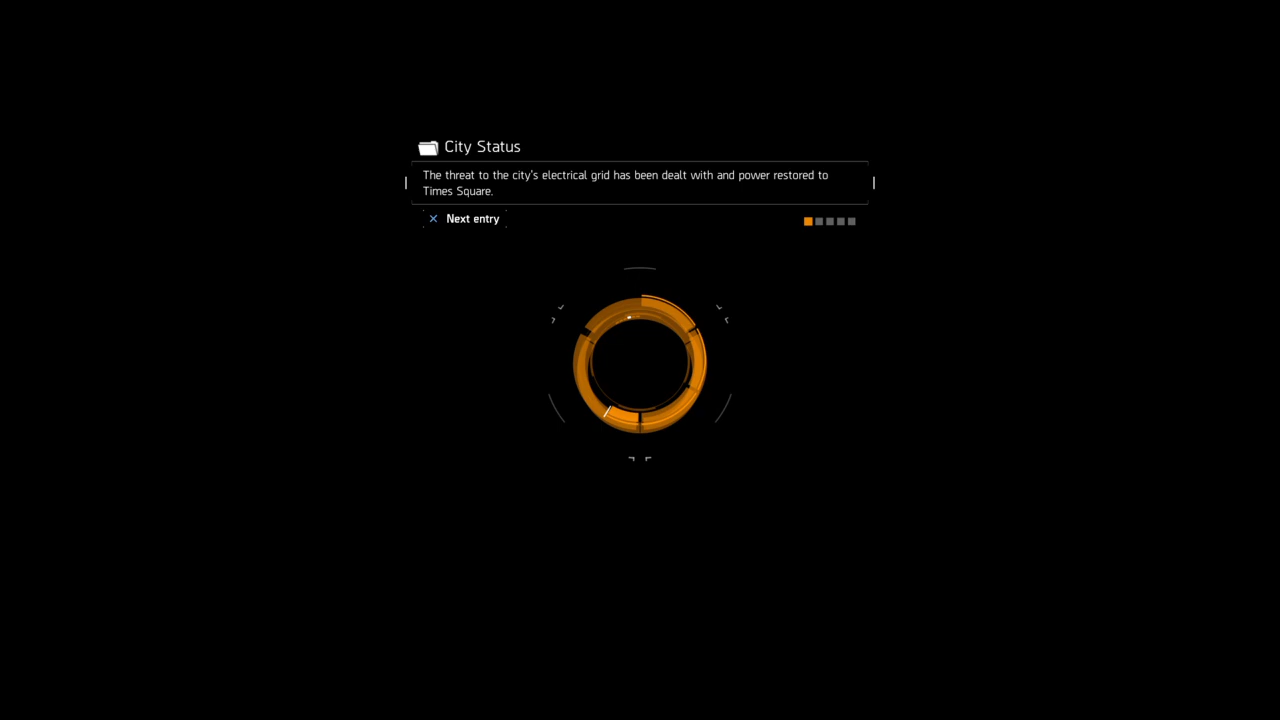 City Status
The threat to the city's electrical grid has been dealt with and power restored to
Times Square.
Next entry